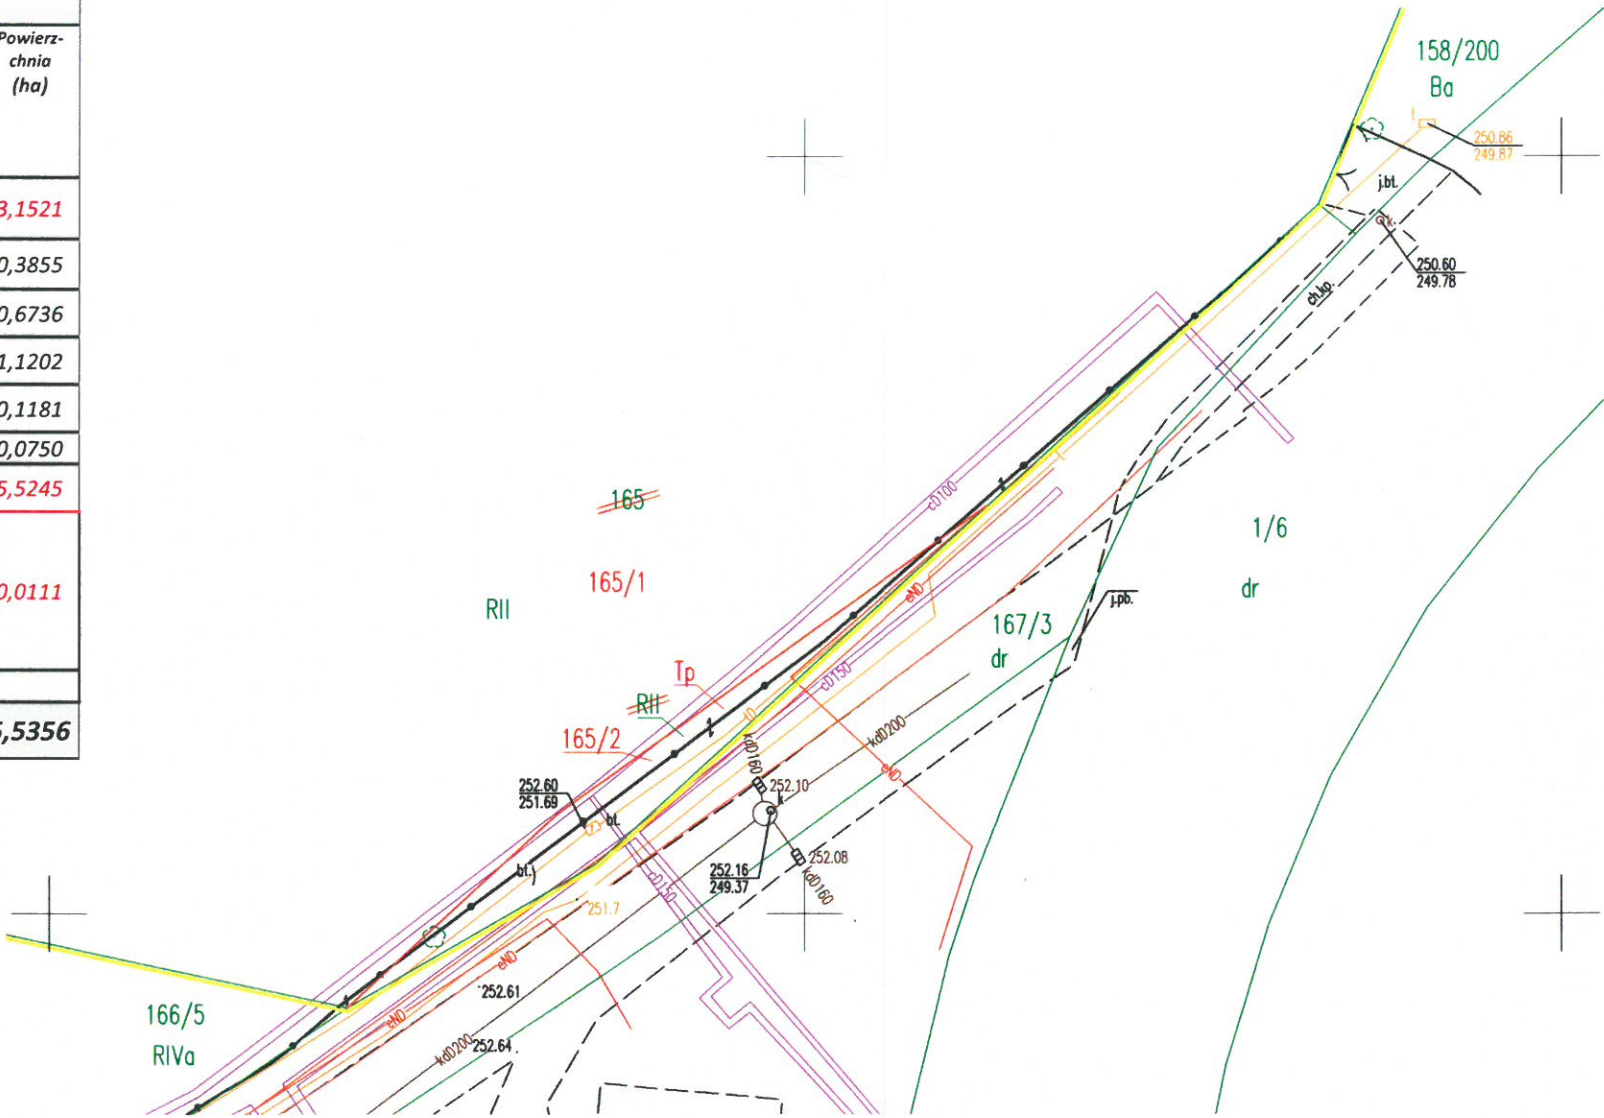 Powierz-
chnia
(ha)
3,1521
0,3855
0,6736
1,1202
0,1181
0,0750
5,5245
0,0111
5,5356
158/200
Ba
t
250.86
249.87
j.bt.
k.
250.60
249.78
ch.kp.
cD100
165
165/1
RII
1/6
dr
t
eND
167/3
dr
j.pb.
Tp
cD150
RII
tD
165/2
kdD160
kdD200
eND
252.10
k
252.60
251.69
bt.
252.08
bt.)
252.16
249.37
cD150
kdD160
251.7
eND
252.61
166/5
RIVa
eND
kdD200
252.64